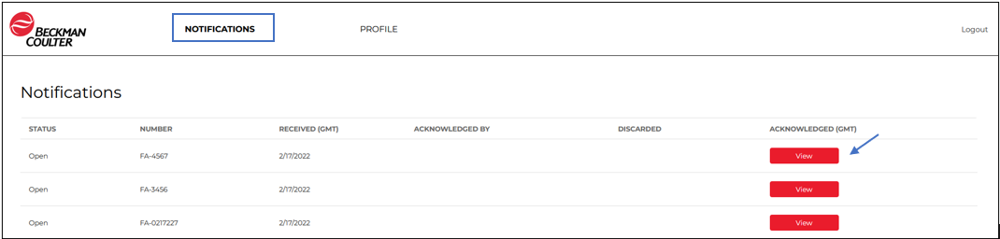 BECKMAN
COULTER
NOTIFICATIONS PROFILE Logout
Notifications
STATUS NUMBER RECEIVED (GMT) ACKNOWLEDGED BY DISCARDED ACKNOWLEDGED (GMT)
Open FA-4567 2/17/2022 View
Open FA-3456 2/17/2022 View
Open FA-0217227 2/17/2022 View